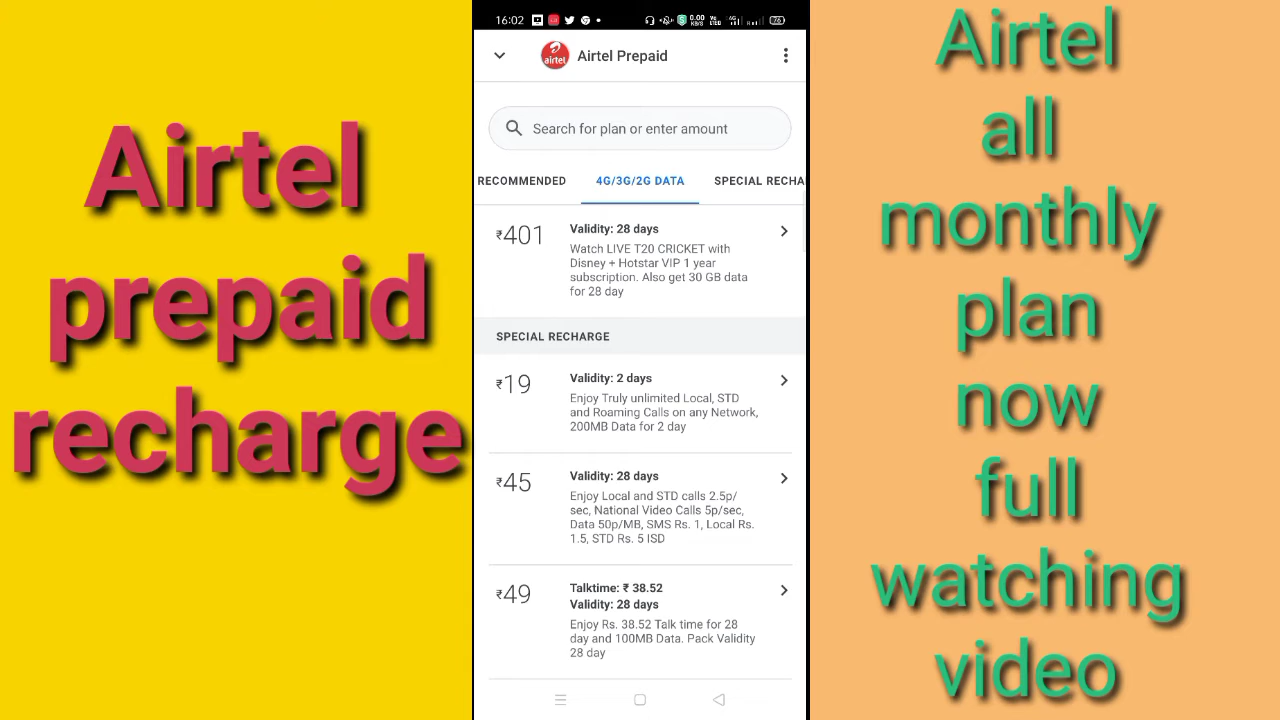 Airtel
prepaid
recharge
16:02
0.00
KB/S
76
airtel
Airtel Prepaid
Search for plan or enter amount
RECOMMENDED
4G/3G/2G DATA
SPECIAL RECHA
₹401
Validity: 28 days
Watch LIVE T20 CRICKET with
Disney + Hotstar VIP 1 year
subscription. Also get 30 GB data
for 28 day
SPECIAL RECHARGE
₹19
Validity: 2 days
Enjoy Truly unlimited Local, STD
and Roaming Calls on any Network,
200MB Data for 2 day
₹45
Validity: 28 days
Enjoy Local and STD calls 2.5p/
sec, National Video Calls 5p/sec,
Data 50p/MB, SMS Rs. 1, Local Rs.
1.5, STD Rs. 5 ISD
₹49
Talktime: ₹ 38.52
Validity: 28 days
Enjoy Rs. 38.52 Talk time for 28
day and 100MB Data. Pack Validity
28 day
Airtel
all
monthly
plan
now
full
watching
video